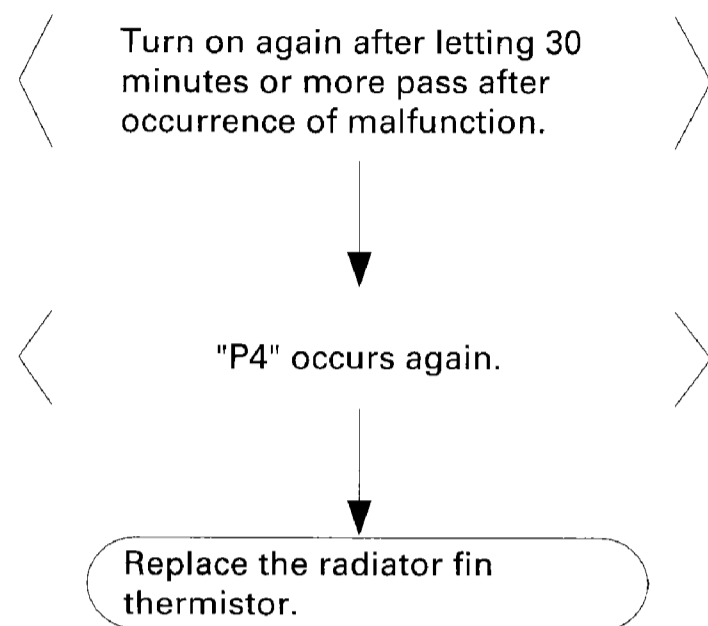 Turn on again after letting 30
minutes or more pass after
occurrence of malfunction.
"P4" occurs again.
Replace the radiator fin
thermistor.